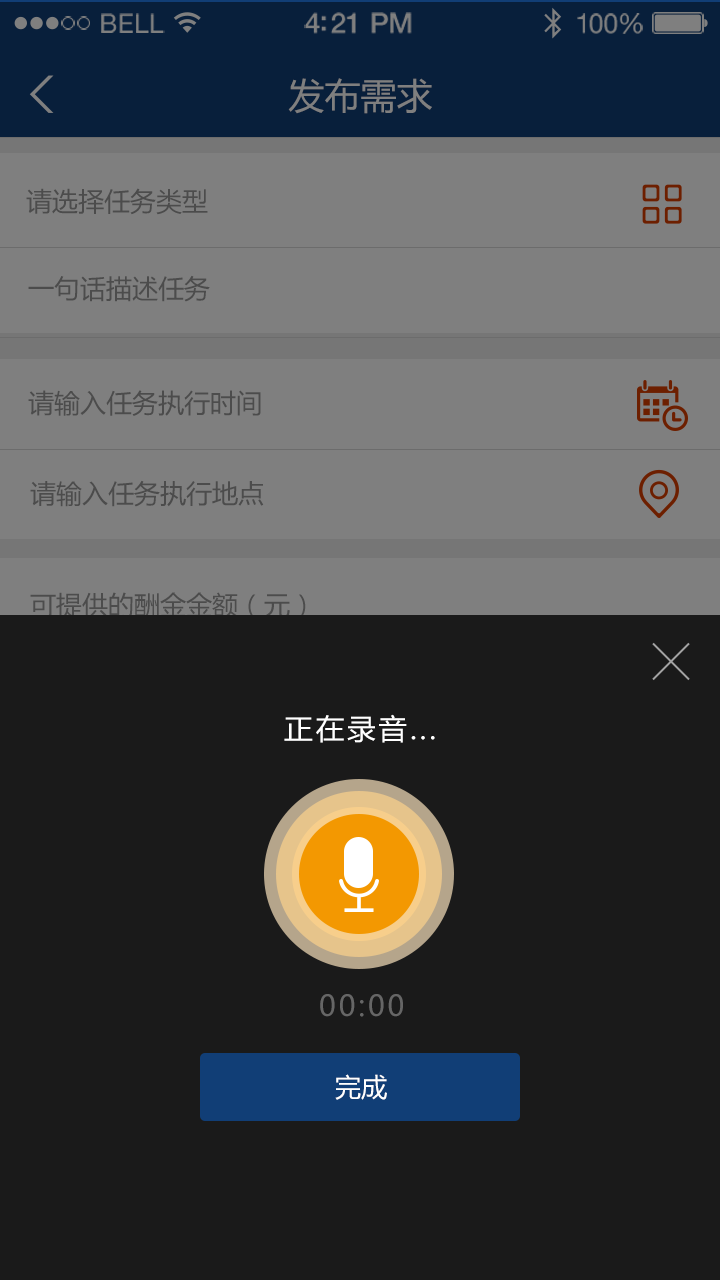 BELL 4:21 PM 100%
发布需求
请选择任务类型
一句话描述任务
请输入任务执行时间
请输入任务执行地点
可提供的酬金金额（元）
正在录音...
00:00
完成